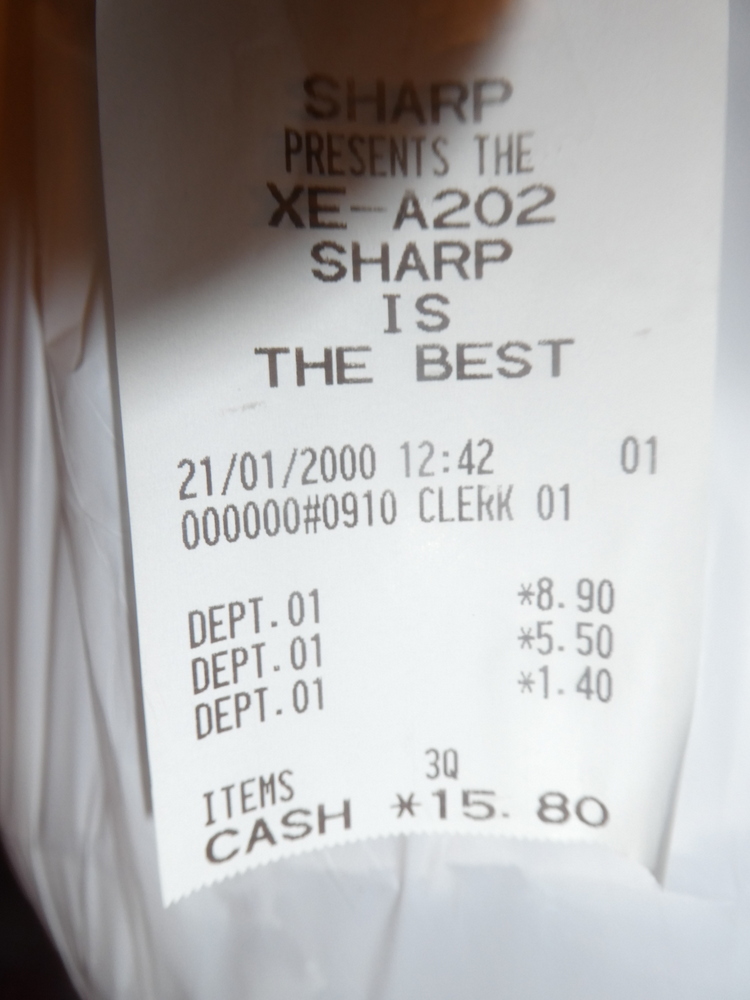 SHARP
PRESENTS THE
XE-A202
SHARP
IS
THE BEST
21/01/2000 12:42 01
000000#0910 CLERK 01
DEPT.01 *8.90
DEPT.01 *5.50
DEPT.01 *1.40
ITEMS 3Q
CASH *15.80